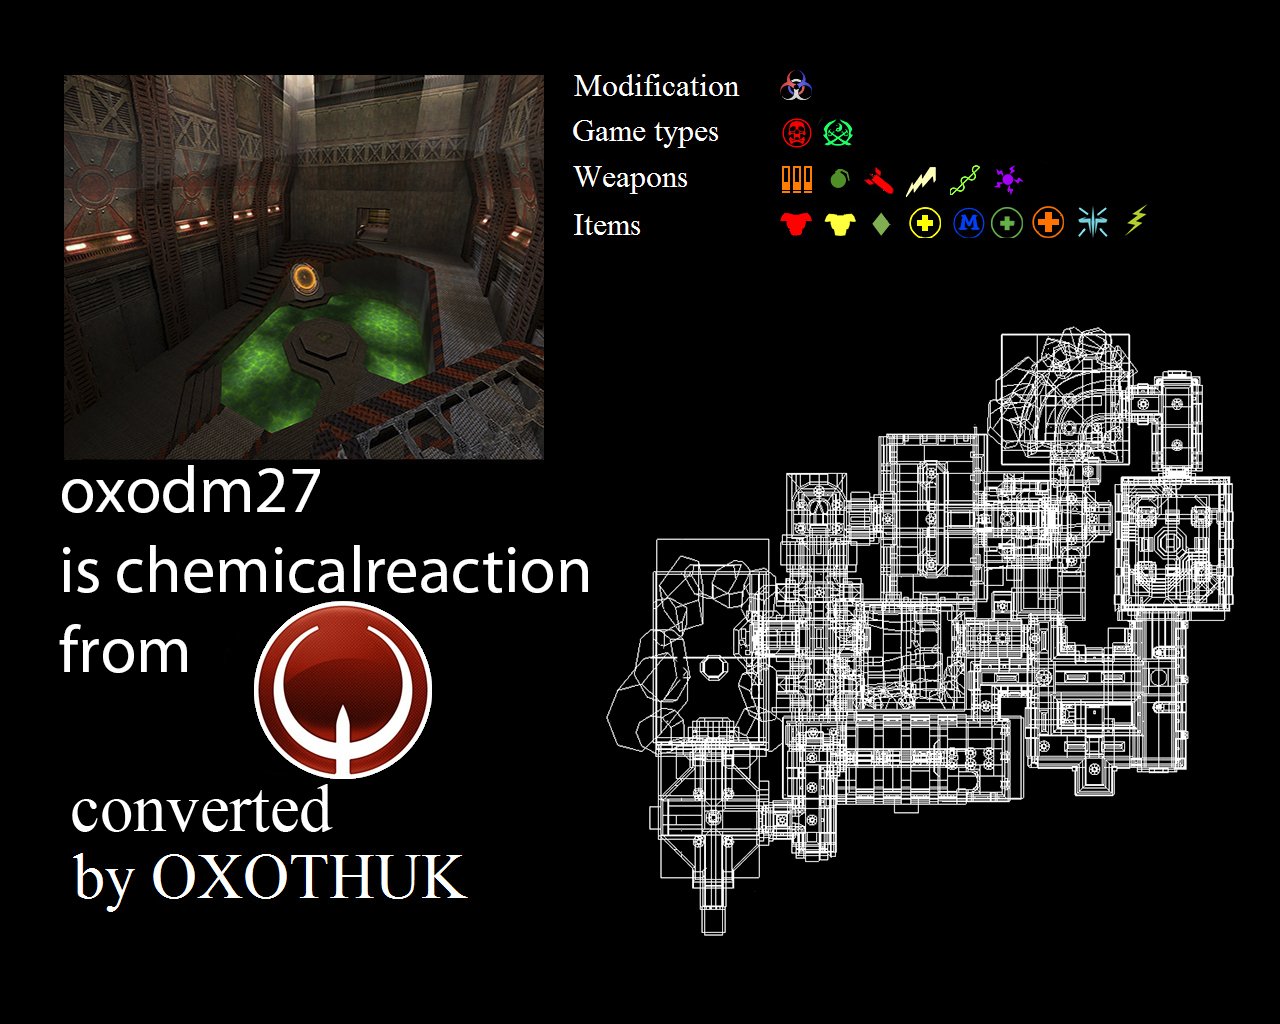 Modification
Game types
Weapons
Items
M
oxodm27
is chemicalreaction
from
converted
by OXOTHUK